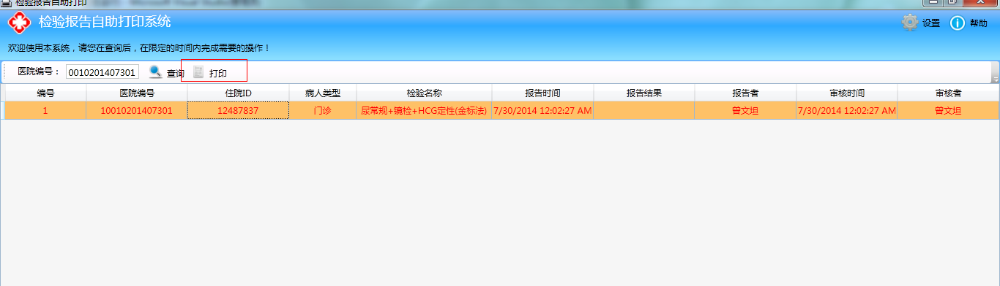 检验报告自助打印
检验报告自助打印系统
设置 帮助
欢迎使用本系统，请您在查询后，在限定的时间内完成需要的操作！
医院编号： 0010201407301 查询 打印
编号 医院编号 住院ID 病人类型 检验名称 报告时间 报告结果 报告者 审核时间 审核者
1 10010201407301 12487837 门诊 尿常规+镜检+HCG定性(金标法) 7/30/2014 12:02:27 AM 曾文坦 7/30/2014 12:02:27 AM 曾文坦